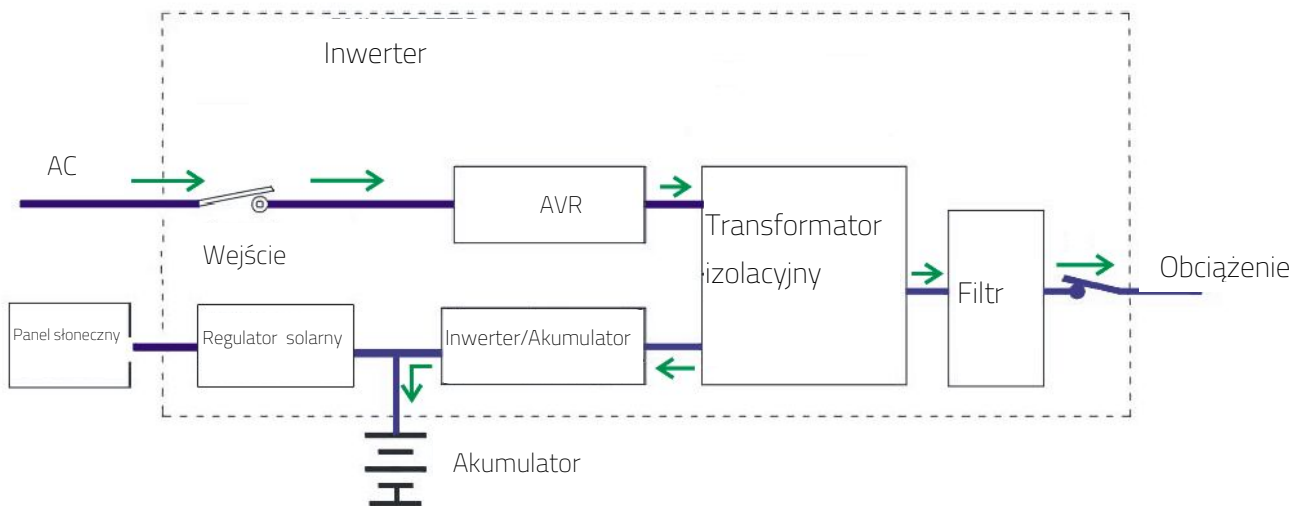 Inwerter
AC
AVR
Transformator
izolacyjny
Wejście
Obciążenie
Filtr
Panel słoneczny
Regulator solarny
Inwerter/Akumulator
Akumulator